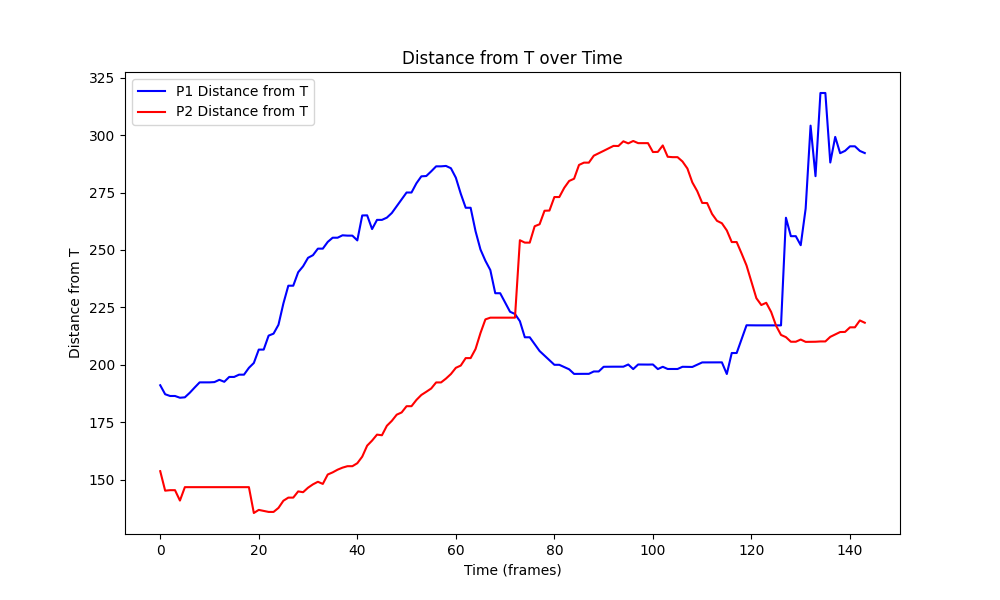 Distance from T over Time
P1 Distance from T
P2 Distance from T
325
300
275
250
225
200
175
150
Distance from T
0 20 40 60 80 100 120 140
Time (frames)